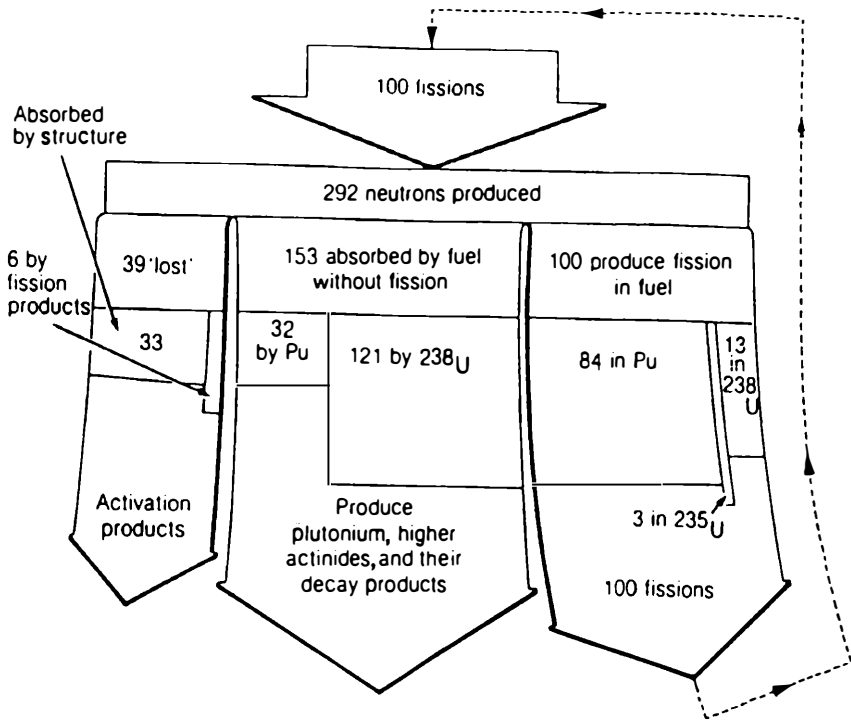 100 fissions
Absorbed
by structure
292 neutrons produced
6 by
fission
products
39 'lost'
153 absorbed by fuel
without fission
100 produce fission
in fuel
33
32
by Pu
121 by 238U
84 in Pu
13
in
238
U
Activation
products
Produce
plutonium, higher
actinides, and their
decay products
3 in 235U
100 fissions